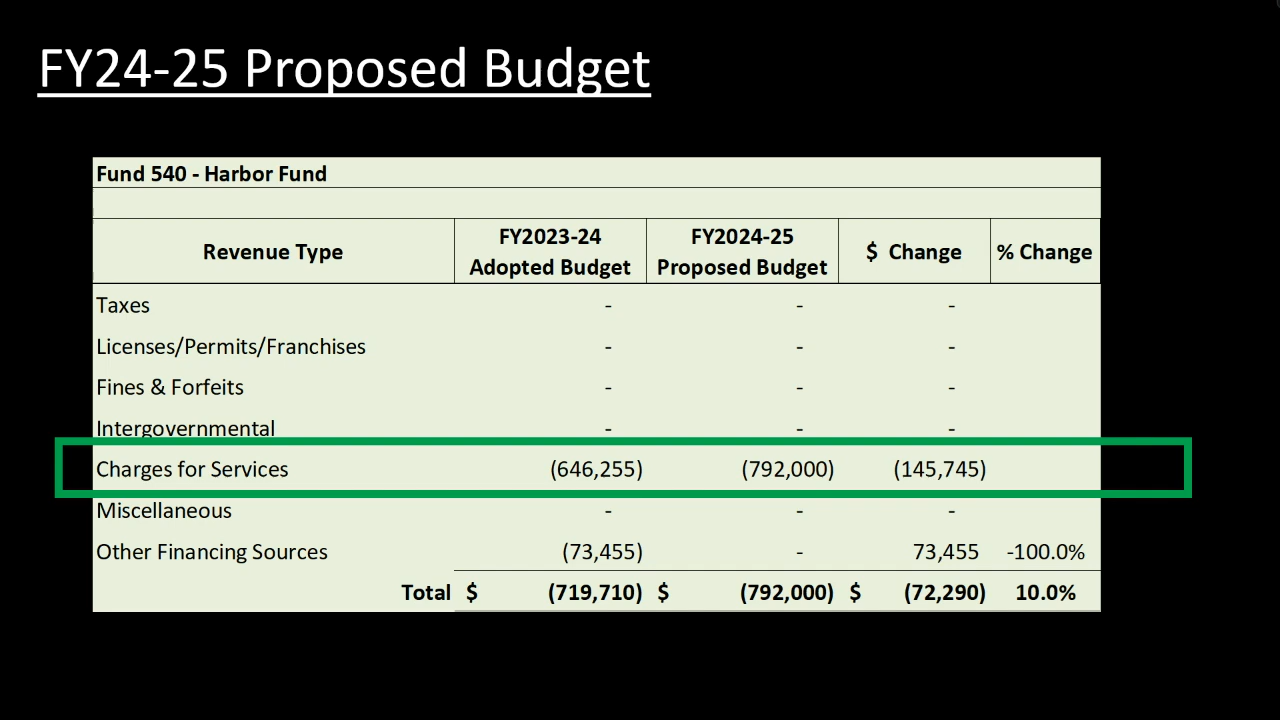 FY24-25 Proposed Budget
Fund 540 - Harbor Fund
Revenue Type FY2023-24 Adopted Budget FY2024-25 Proposed Budget $ Change % Change
Taxes - - -
Licenses/Permits/Franchises - - -
Fines & Forfeits - - -
Intergovernmental - - -
Charges for Services (646,255) (792,000) (145,745)
Miscellaneous - - -
Other Financing Sources (73,455) - 73,455 -100.0%
Total $ (719,710) $ (792,000) $ (72,290) 10.0%